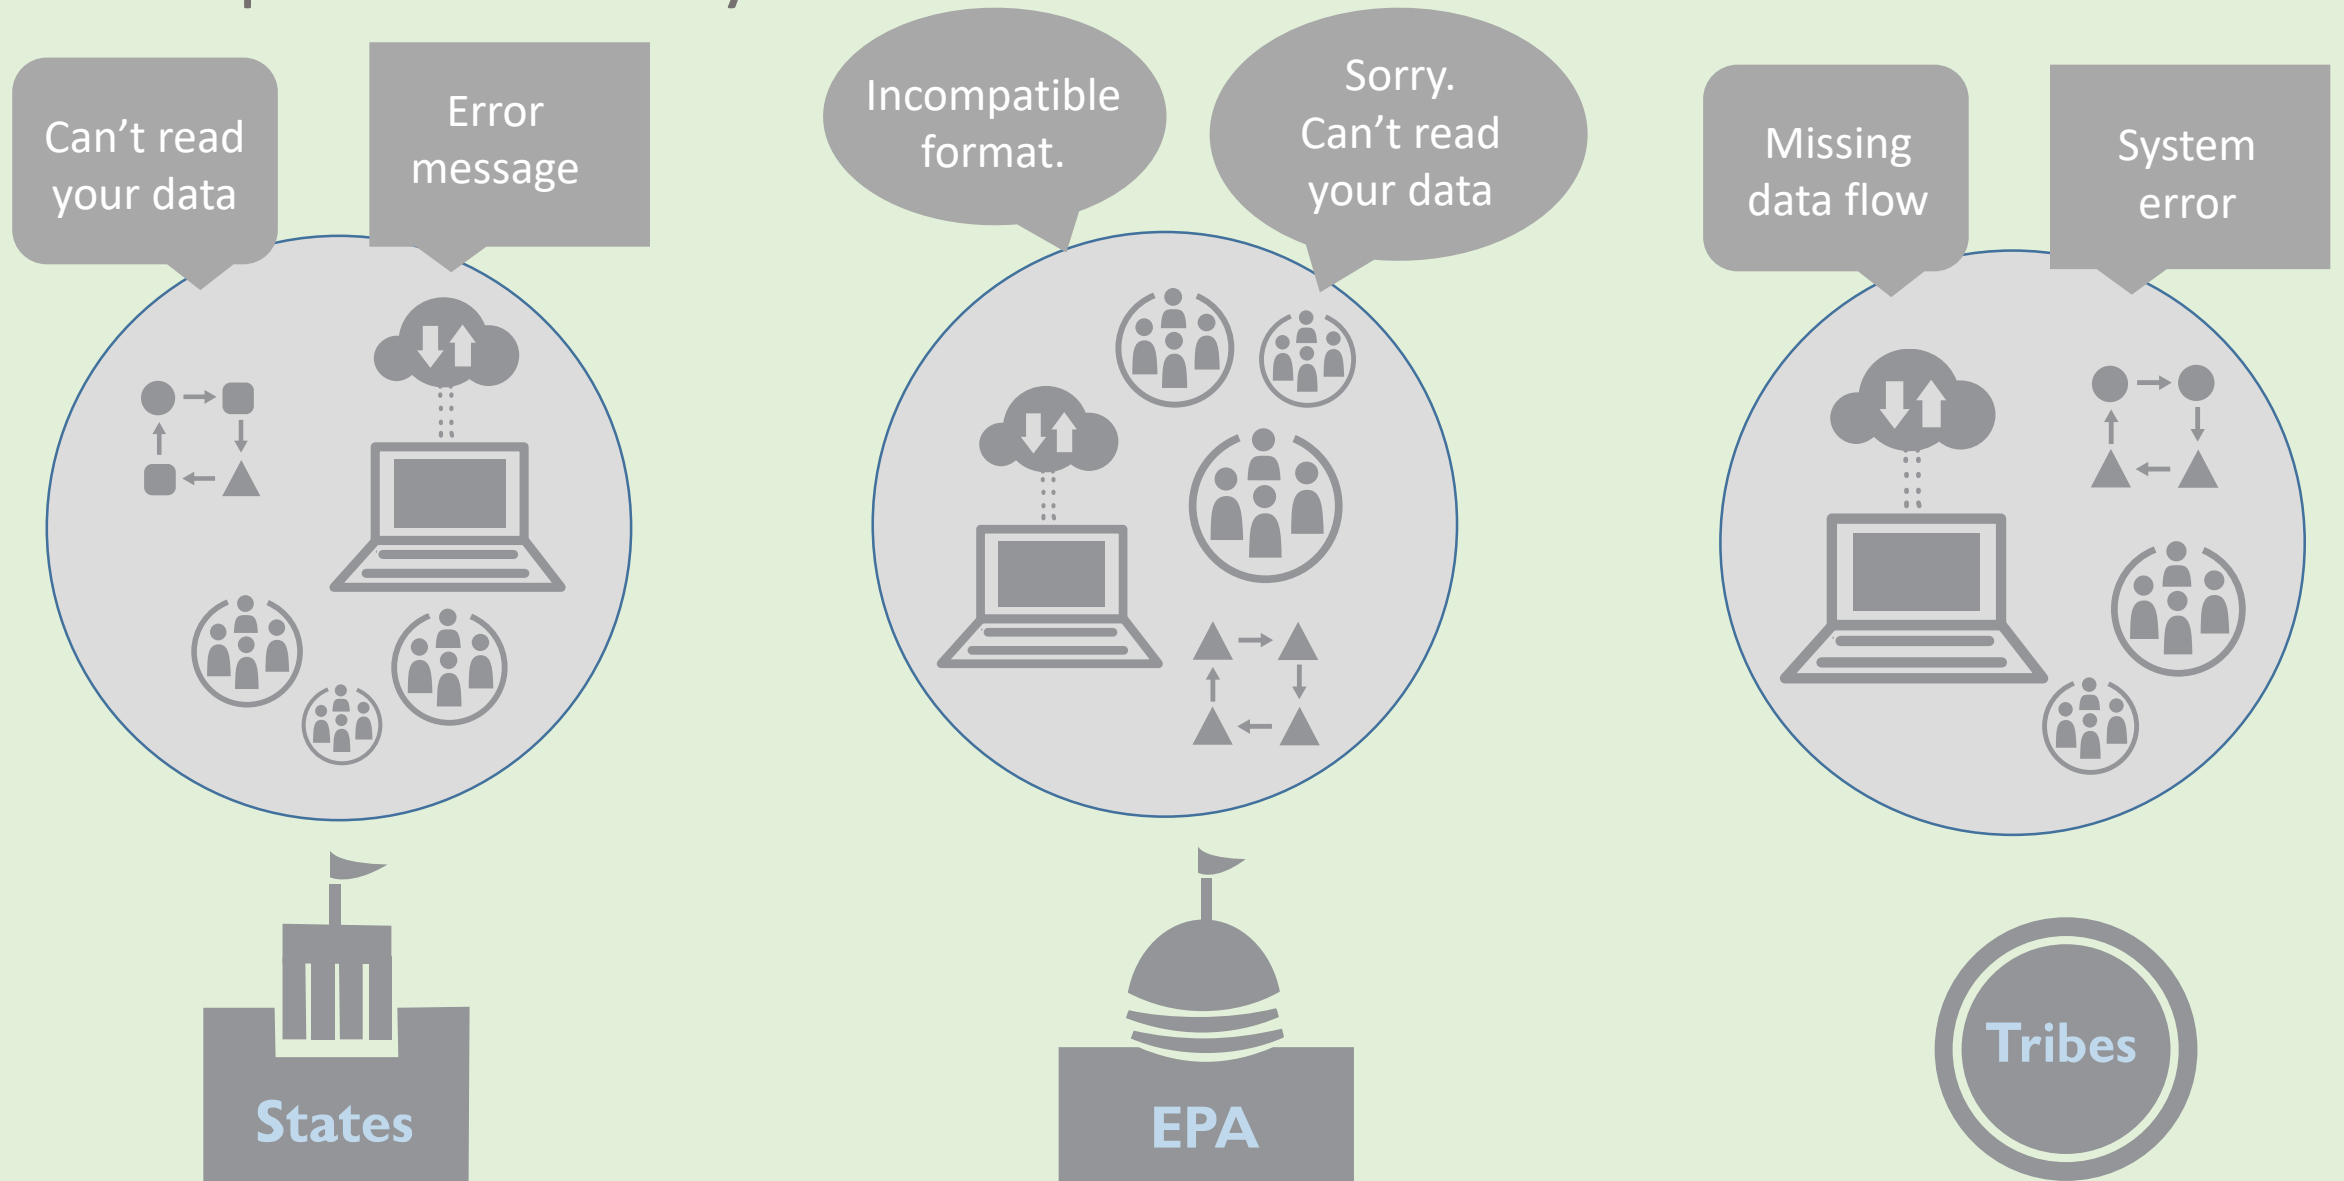 Can’t read
your data
Error
message
Incompatible
format.
Sorry.
Can’t read
your data
Missing
data flow
System
error
States
EPA
Tribes